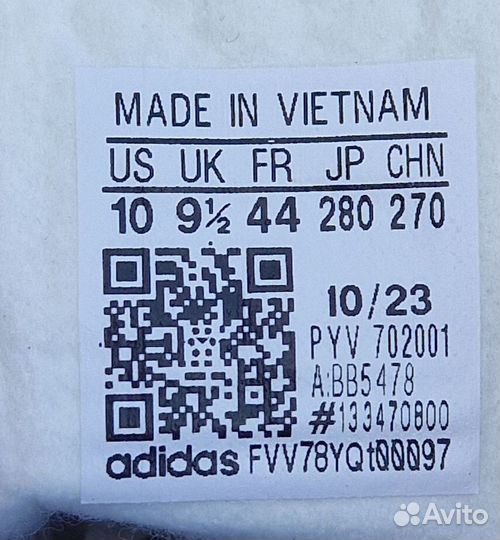 MADE IN VIETNAM
US UK FR JP CHN
10 9½ 44 280 270
10/23
PYV 702001
A:BB5478
#133470800
adidas FVV78YQt00097
Avito